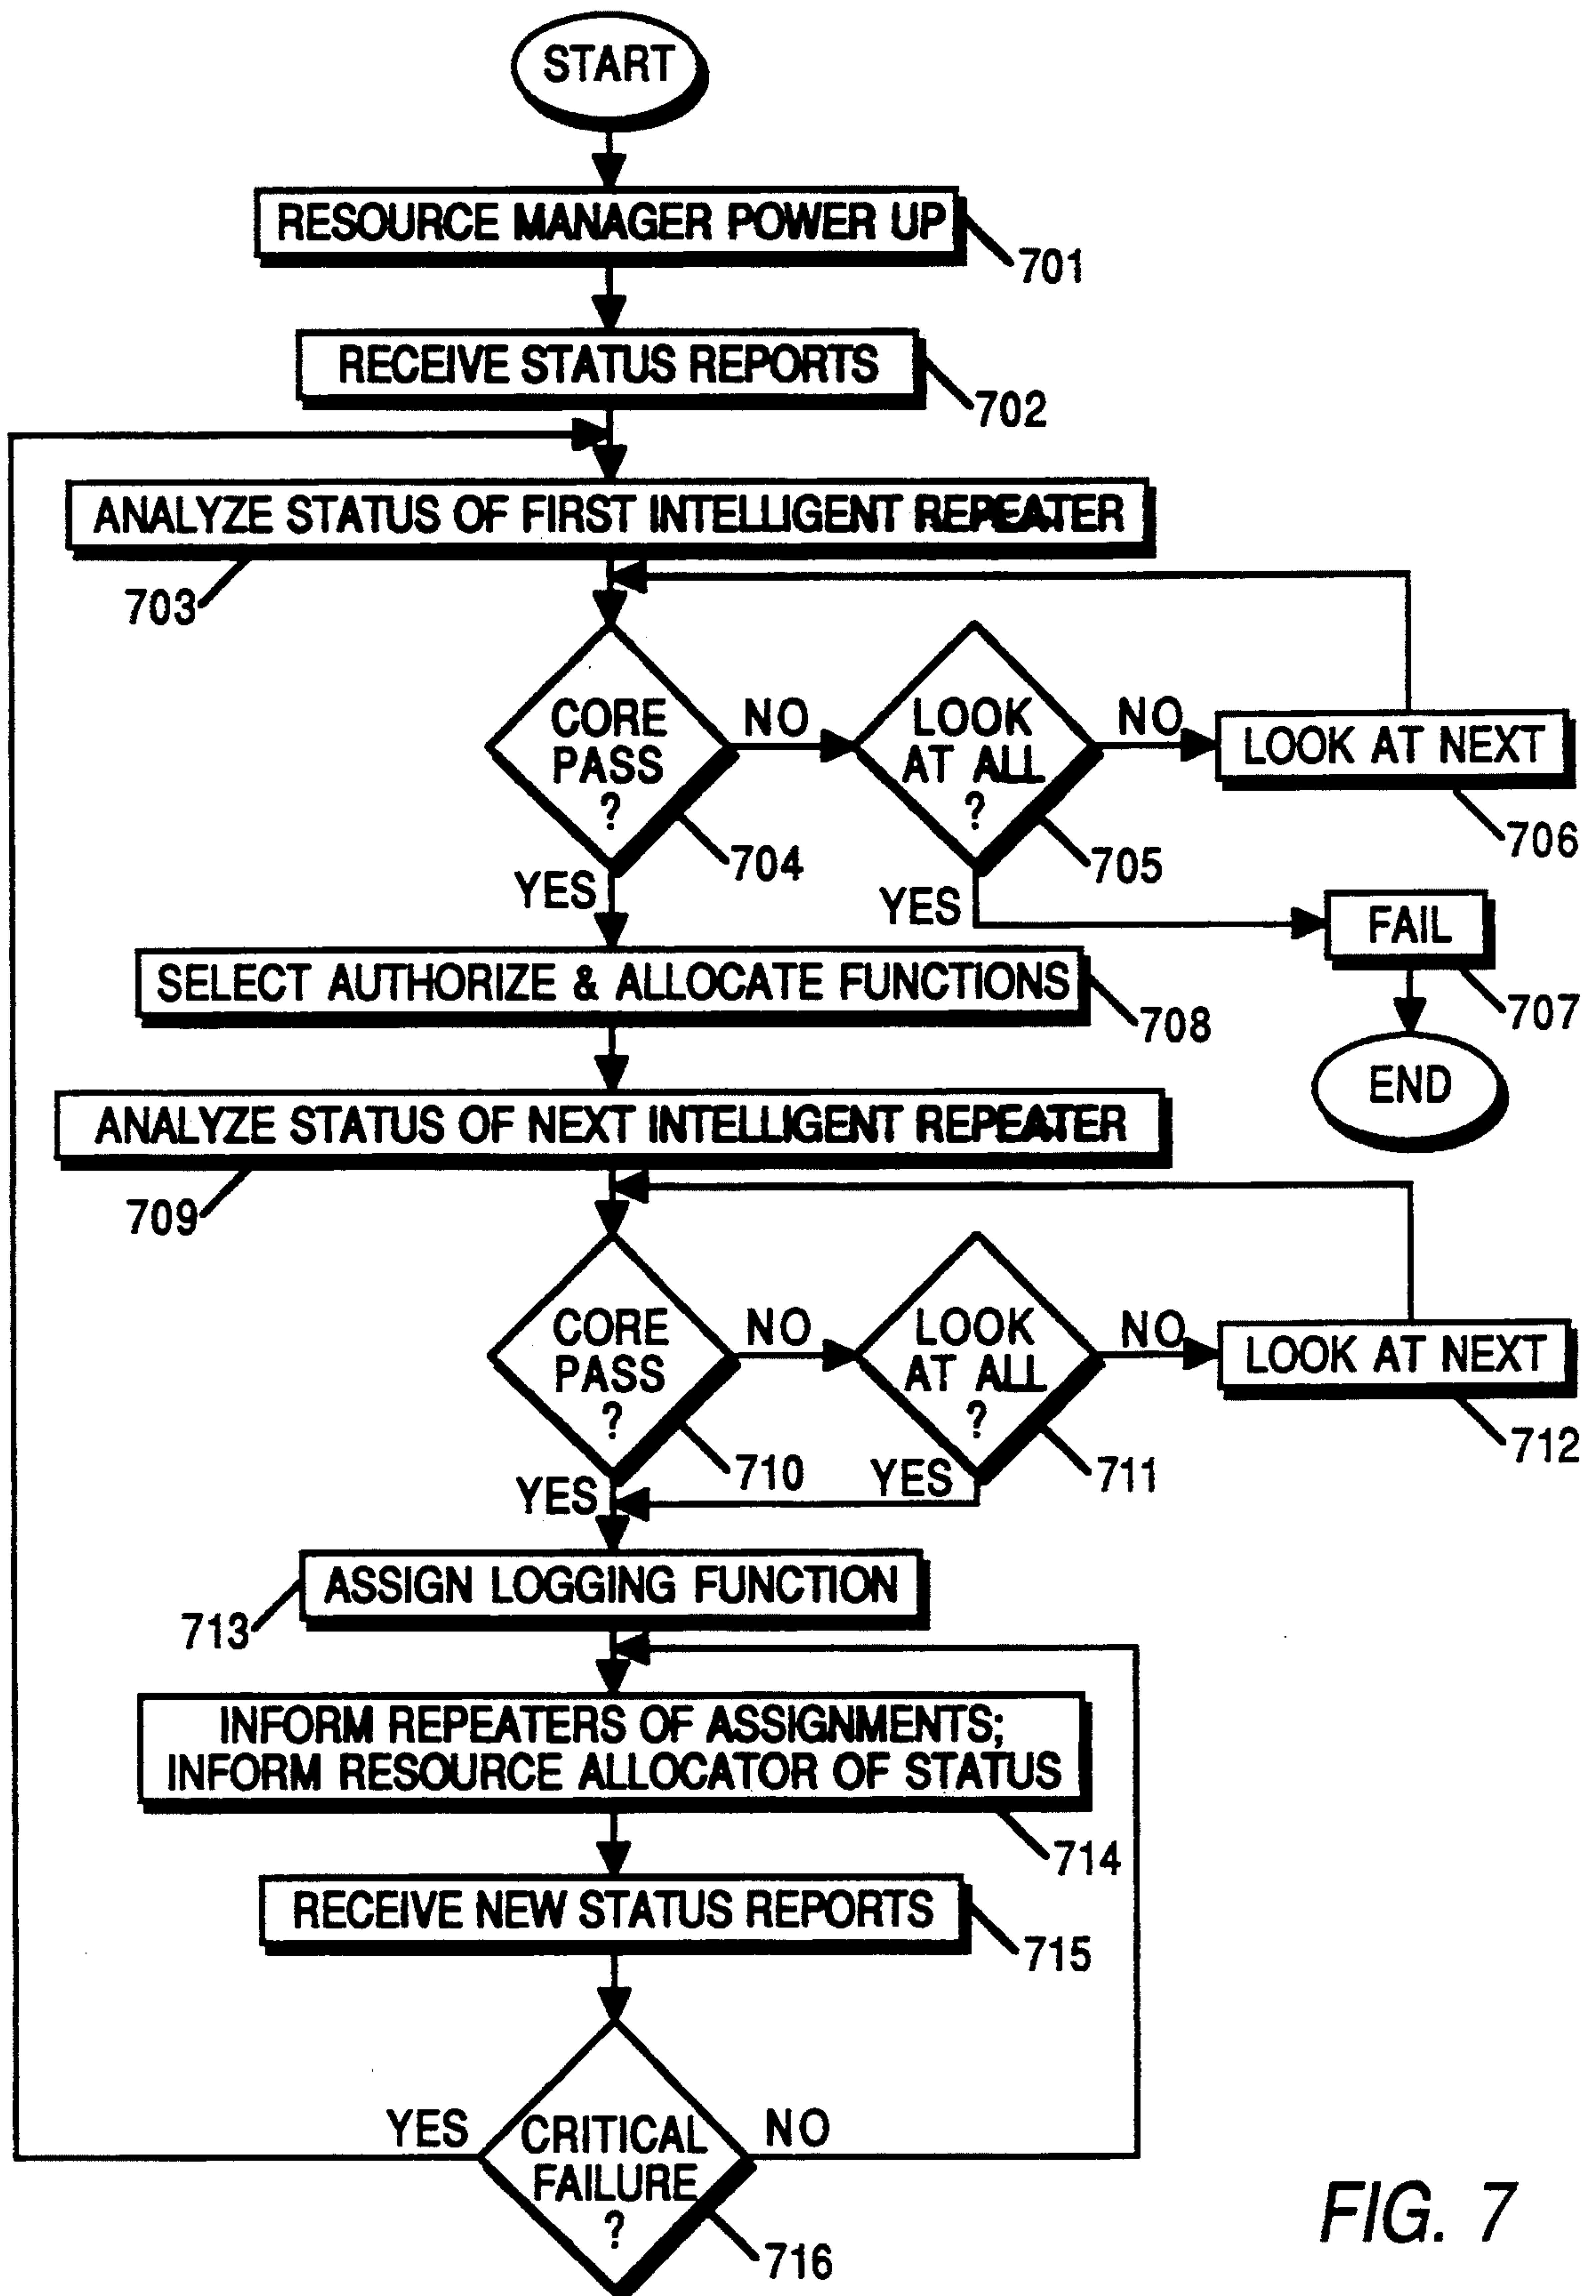 START
RESOURCE MANAGER POWER UP
701
RECEIVE STATUS REPORTS
702
ANALYZE STATUS OF FIRST INTELLIGENT REPEATER
703
CORE
PASS
?
704
NO
LOOK
AT ALL
?
705
NO
LOOK AT NEXT
706
YES
YES
FAIL
707
END
SELECT AUTHORIZE & ALLOCATE FUNCTIONS
708
ANALYZE STATUS OF NEXT INTELLIGENT REPEATER
709
CORE
PASS
?
710
NO
LOOK
AT ALL
?
711
NO
LOOK AT NEXT
712
YES
YES
ASSIGN LOGGING FUNCTION
713
INFORM REPEATERS OF ASSIGNMENTS;
INFORM RESOURCE ALLOCATOR OF STATUS
714
RECEIVE NEW STATUS REPORTS
715
YES
CRITICAL
FAILURE
?
716
NO
FIG. 7